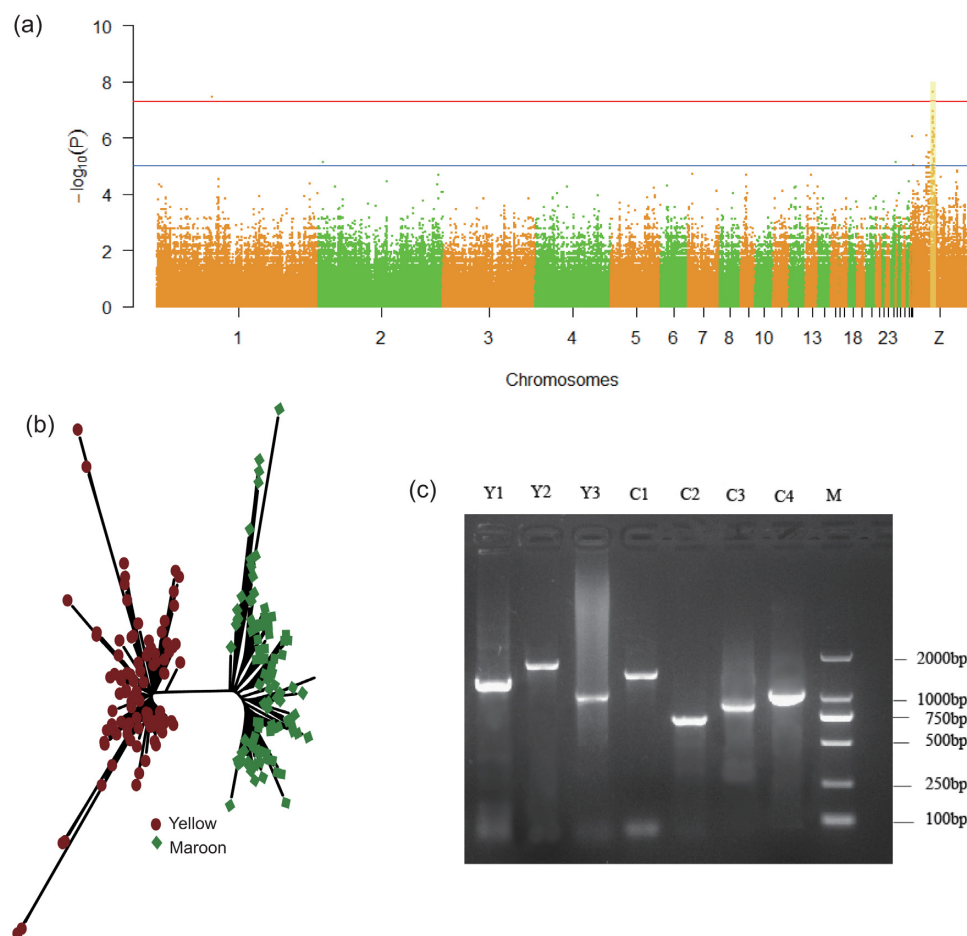 (a)
10
8
6
4
2
0
−log10(P)
1 2 3 4 5 6 7 8 10 13 18 23 Z
Chromosomes
(b)
Yellow
Maroon
(c)
Y1 Y2 Y3 C1 C2 C3 C4 M
2000bp
1000bp
750bp
500bp
250bp
100bp